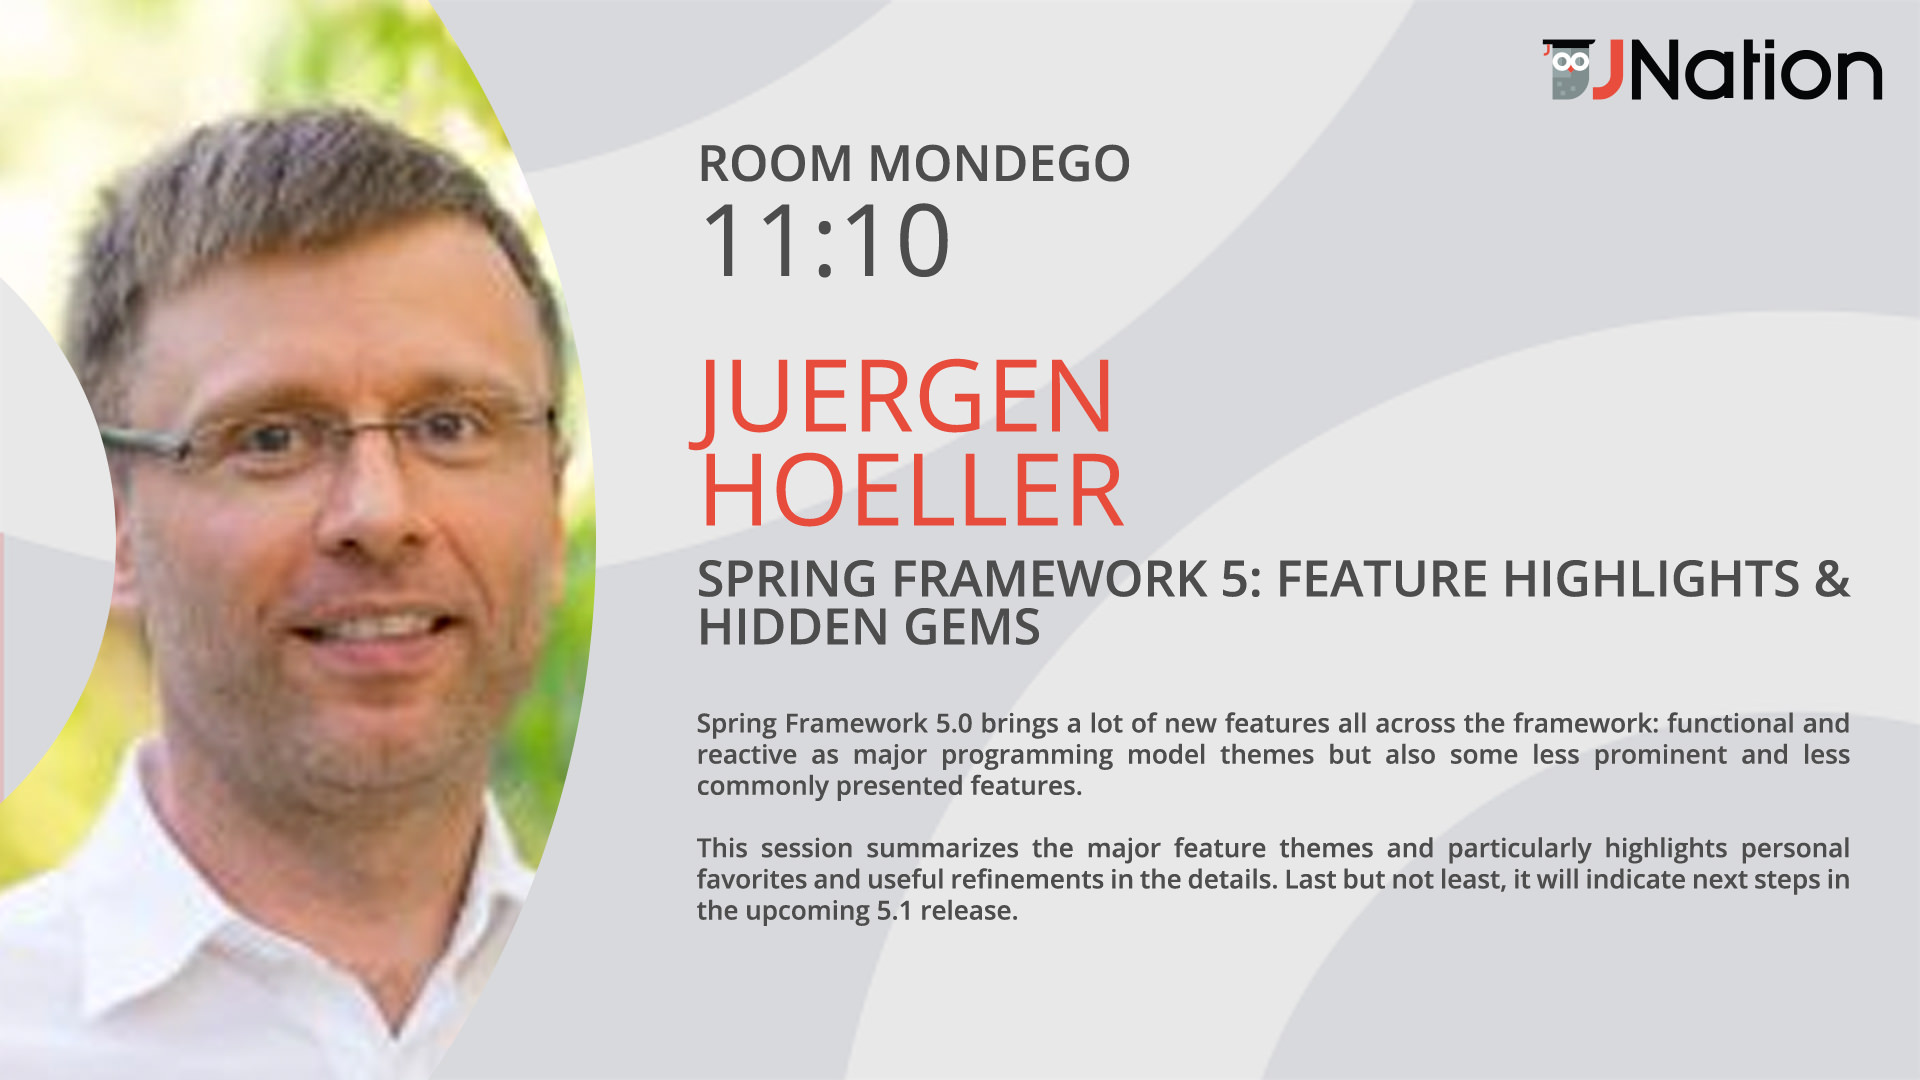 JNation
ROOM MONDEGO
11:10
JUERGEN
HOELLER
SPRING FRAMEWORK 5: FEATURE HIGHLIGHTS &
HIDDEN GEMS
Spring Framework 5.0 brings a lot of new features all across the framework: functional and
reactive as major programming model themes but also some less prominent and less
commonly presented features.
This session summarizes the major feature themes and particularly highlights personal
favorites and useful refinements in the details. Last but not least, it will indicate next steps in
the upcoming 5.1 release.